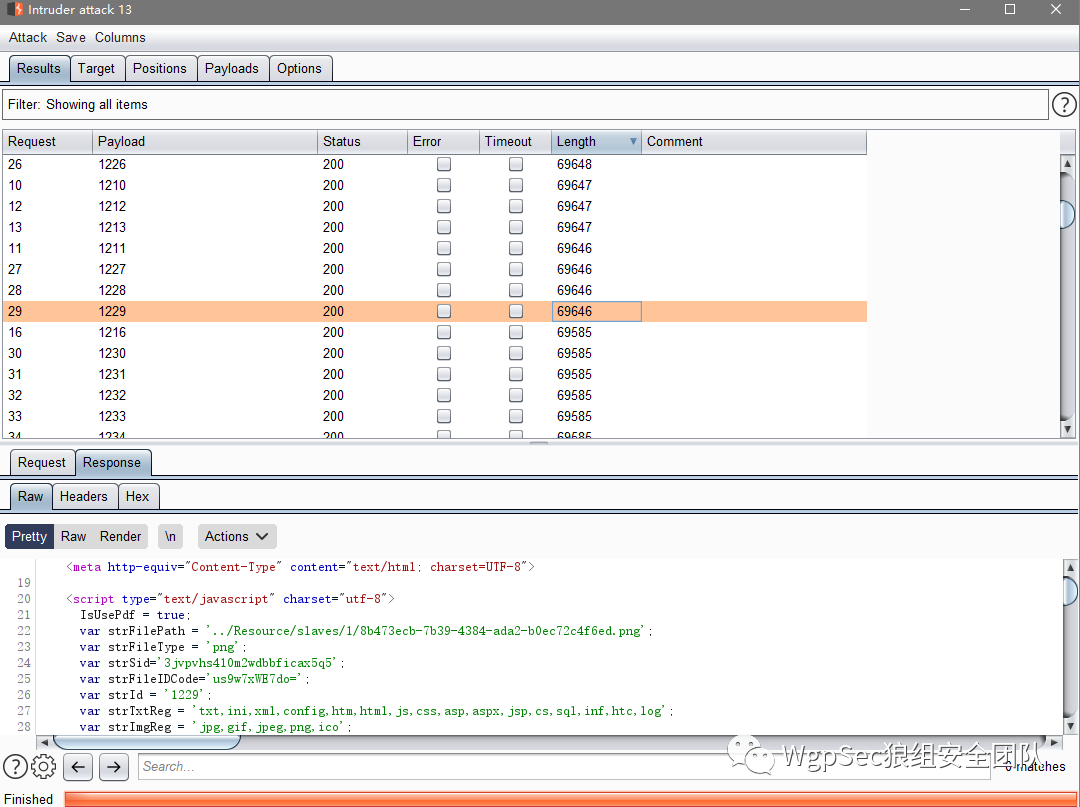 Intruder attack 13
Attack Save Columns
Results Target Positions Payloads Options
Filter: Showing all items ?
Request Payload Status Error Timeout Length Comment
26 1226 200 69648
10 1210 200 69647
12 1212 200 69647
13 1213 200 69647
11 1211 200 69646
27 1227 200 69646
28 1228 200 69646
29 1229 200 69646
16 1216 200 69585
30 1230 200 69585
31 1231 200 69585
32 1232 200 69585
33 1233 200 69585
34 1234 200 69585
Request Response
Raw Headers Hex
Pretty Raw Render \n Actions
<meta http-equiv="Content-Type" content="text/html; charset=UTF-8">
19
20 <script type="text/javascript" charset="utf-8">
21 IsUsePdf = true;
22 var strFilePath = '../Resource/slaves/1/8b473ecb-7b39-4384-ada2-b0ec72c4f6ed.png';
23 var strFileType = 'png';
24 var strSid='3jvpvhs410m2wdbbficax5q5';
25 var strFileIDCode='us9w7xWE7do=';
26 var strId = '1229';
27 var strTxtReg = 'txt,ini,xml,config,htm,html,js,css,asp,aspx,jsp,cs,sql,inf,htc,log';
28 var strImgReg = 'jpg,gif,jpeg,png,ico';
? Search... 0 matches
WgpSec狼组安全团队
Finished